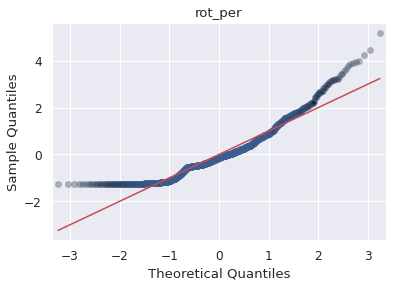 rot_per
Sample Quantiles
4
2
0
−2
−3 −2 −1 0 1 2 3
Theoretical Quantiles